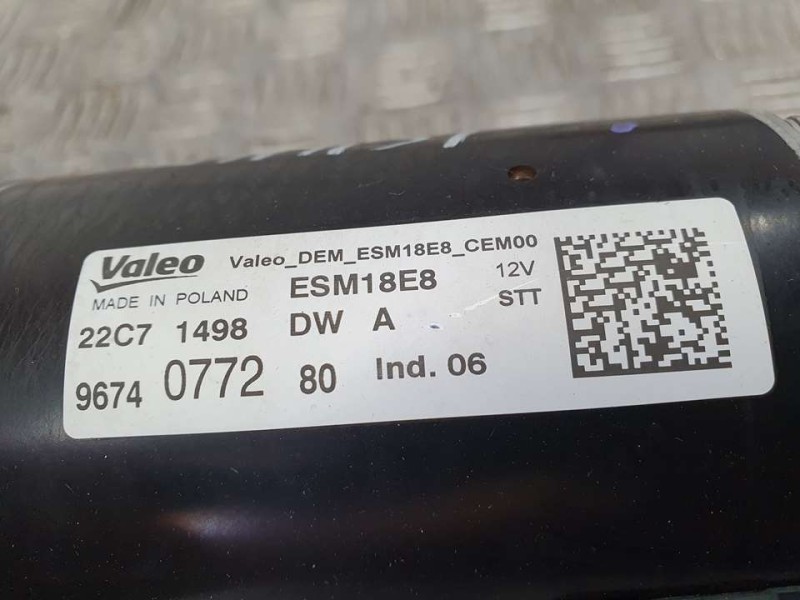 Valeo Valeo_DEM_ESM18E8_CEM00
MADE IN POLAND ESM18E8 12V
STT
22C7 1498 DW A
9674 0772 80 Ind. 06